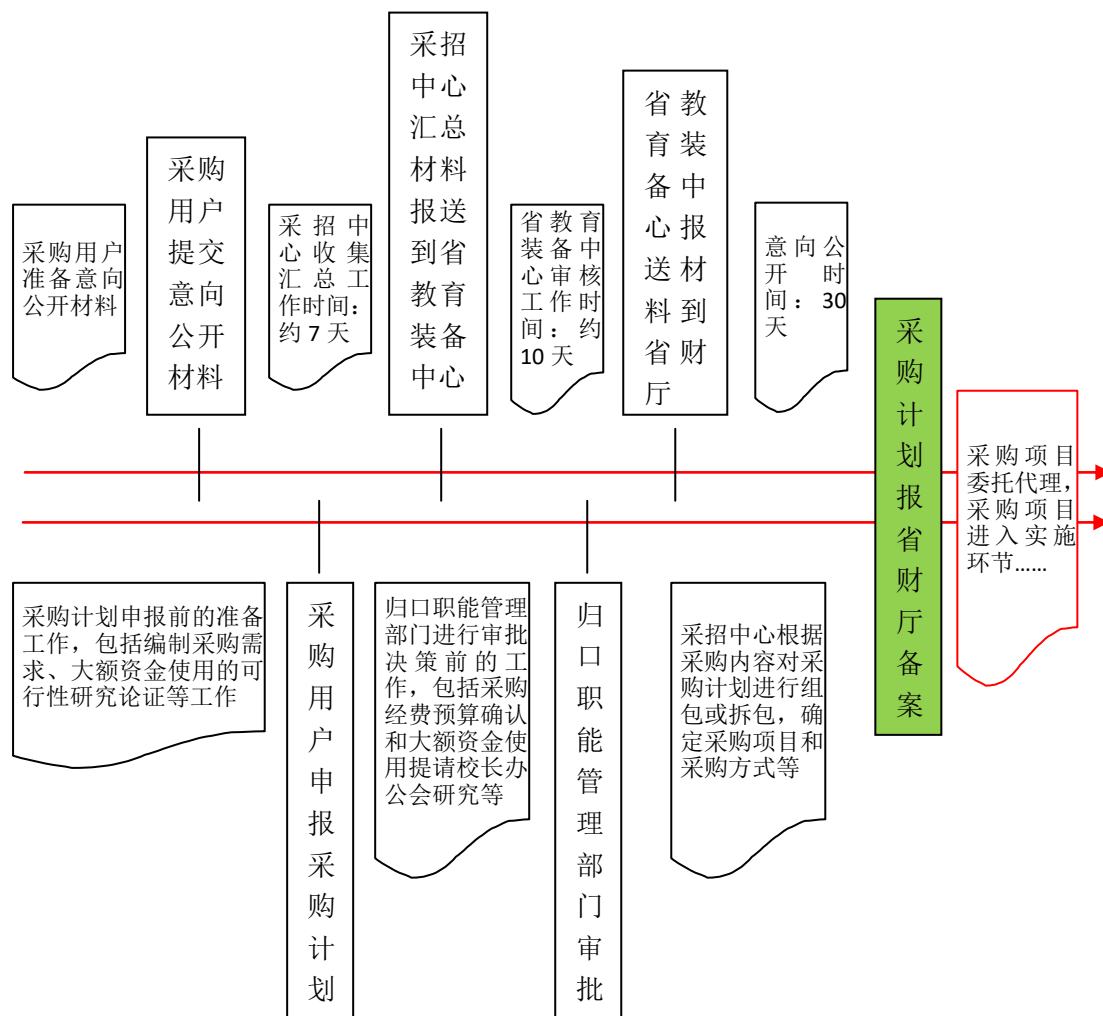 采购用户
准备意向
公开材料
采购
用户
提交
意向
公开
材料
采招中
心收集
汇总工
作时间：
约 7 天
采招
中心
汇总
材料
报送
到省
教育
装备
中心
省教育
装备中
心审核
工作时
间：约
10 天
省教
育装
备中
心报
送材
料到
省财
厅
意向公
开时
间：30
天
采购计划报省财厅备案
采购项目
委托代理，
采购项目
进入实施
环节……
采购计划申报前的准备
工作，包括编制采购需
求、大额资金使用的可
行性研究论证等工作
采购用户申报采购计划
归口职能管理
部门进行审批
决策前的工
作，包括采购
经费预算确认
和大额资金使
用提请校长办
公会研究等
归口职能管理部门审批
采招中心根据
采购内容对采
购计划进行组
包或拆包，确
定采购项目和
采购方式等